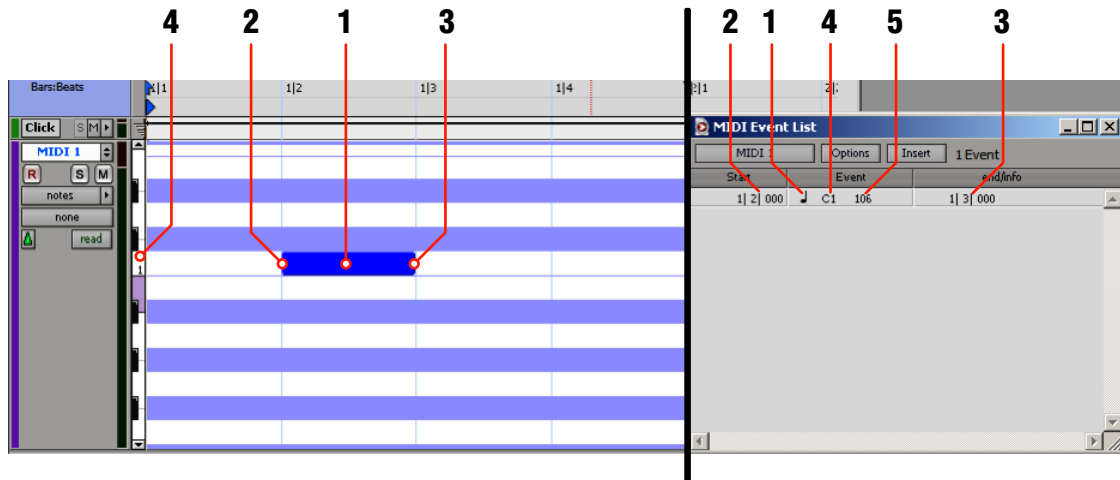 4 2 1 3 2 1 4 5 3
Bars:Beats 1|1 1|2 1|3 1|4 2|1
Click S M
MIDI Event List
MIDI 1
MIDI 1 Options Insert 1 Event
R S M
Start Event end/info
notes
1| 2| 000 C1 106 1| 3| 000
none
read
1